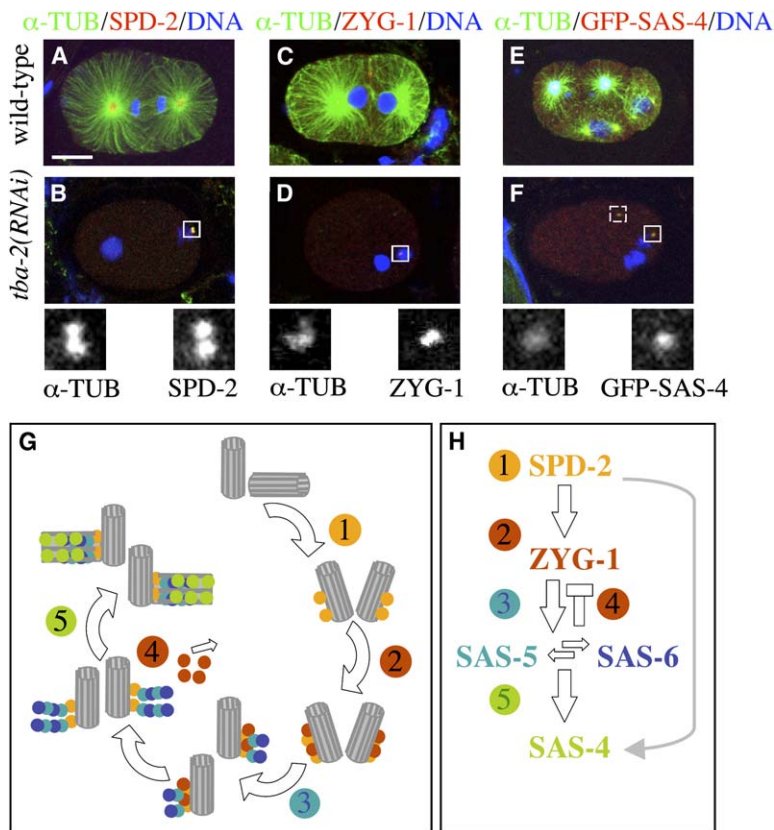 α-TUB/SPD-2/DNA α-TUB/ZYG-1/DNA α-TUB/GFP-SAS-4/DNA
wild-type
A C E
tba-2(RNAi)
B D F
α-TUB SPD-2 α-TUB ZYG-1 α-TUB GFP-SAS-4
G
1
2
3
4
5
H
1 SPD-2
2 ZYG-1
3 4
SAS-5 SAS-6
5
SAS-4